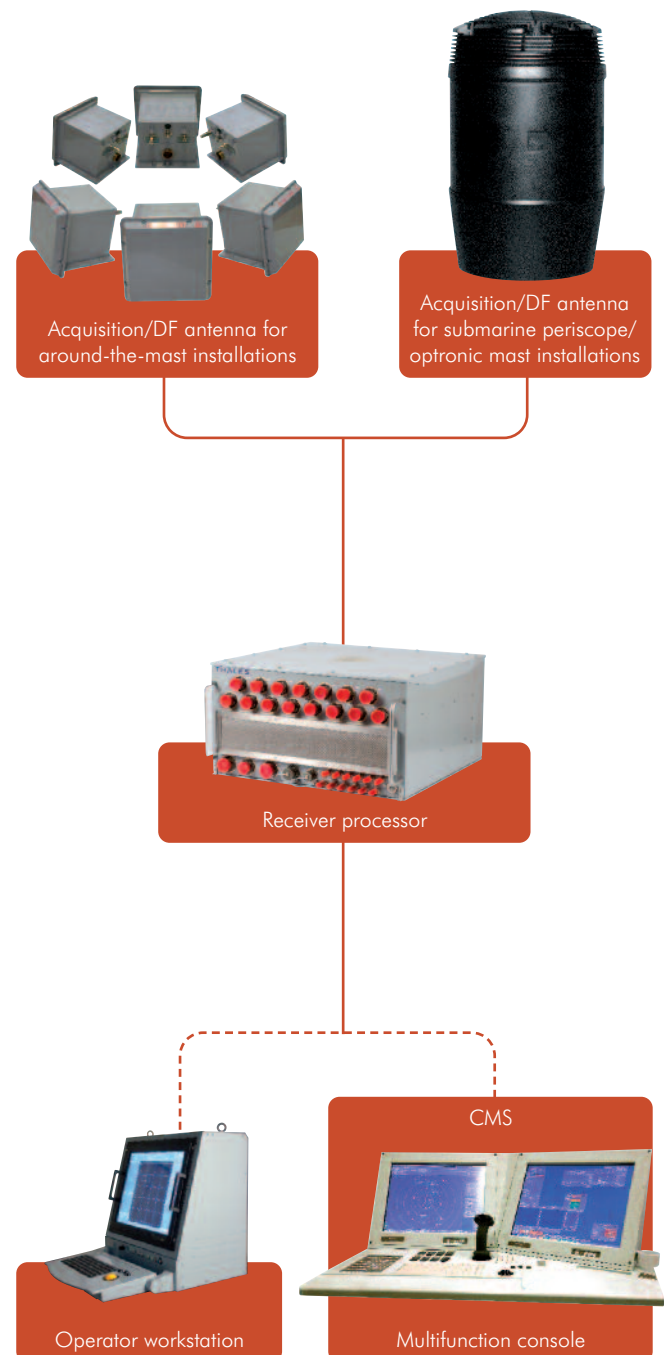 Acquisition/DF antenna for
around-the-mast installations
Acquisition/DF antenna
for submarine periscope/
optronic mast installations
THALES
Receiver processor
CMS
Operator workstation
Multifunction console